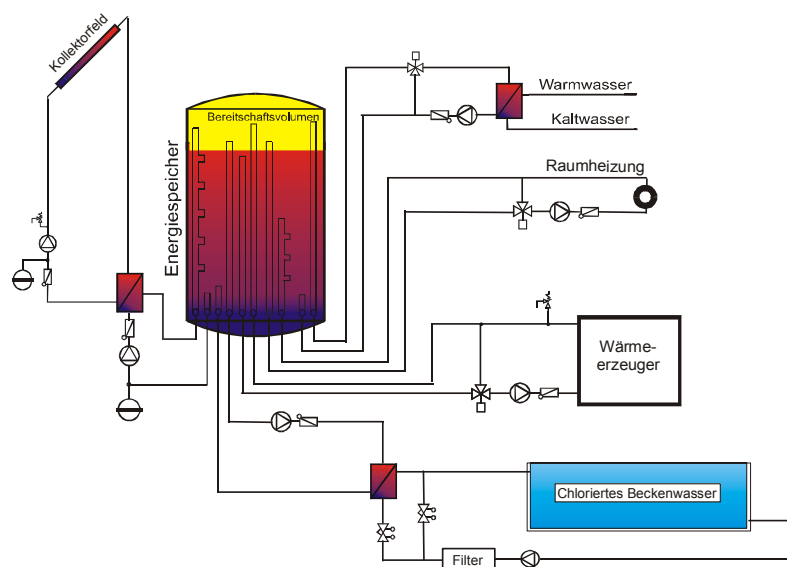 Kollektorfeld
Energiespeicher
Bereitschaftsvolumen
Warmwasser
Kaltwasser
Raumheizung
Wärme-
erzeuger
Chloriertes Beckenwasser
Filter